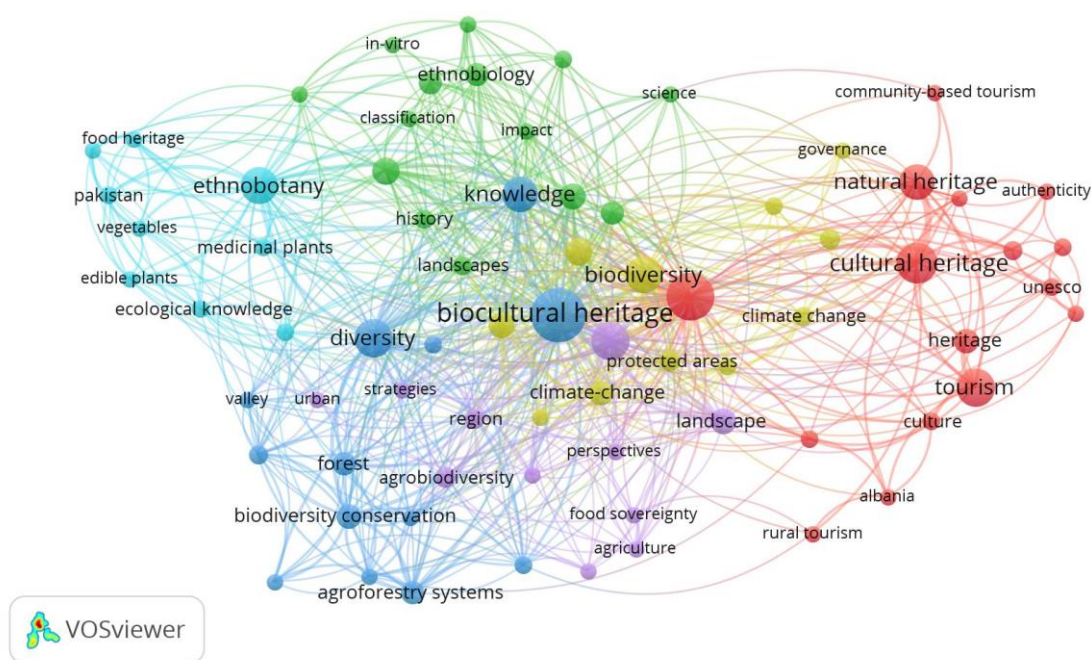 in-vitro
ethnobiology
science
community-based tourism
classification
impact
food heritage
governance
ethnobotany
knowledge
natural heritage
authenticity
pakistan
history
vegetables
medicinal plants
landscapes
biodiversity
cultural heritage
edible plants
unesco
ecological knowledge
biocultural heritage
climate change
diversity
heritage
protected areas
strategies
climate-change
tourism
valley
urban
region
landscape
culture
perspectives
forest
agrobiodiversity
albania
biodiversity conservation
food sovereignty
rural tourism
agriculture
agroforestry systems
VOSviewer